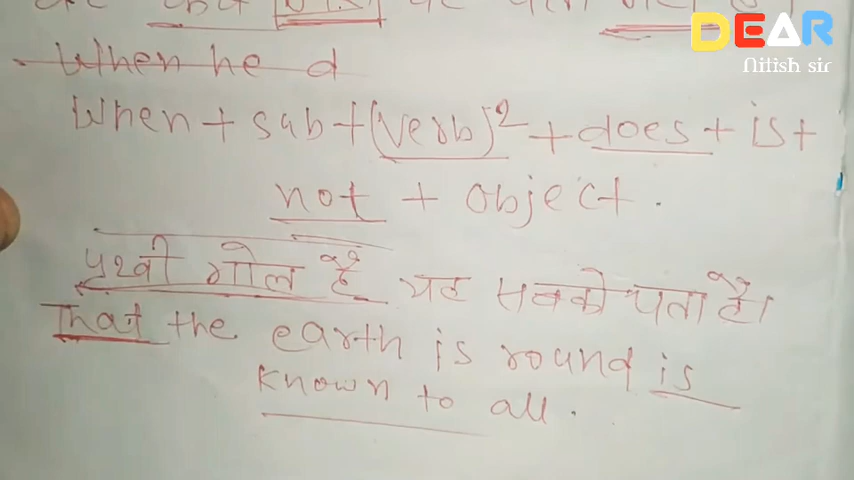 DEAR
Nitish sir
When he d
When + sub + (verb)² + does + is +
not + object.
पृथ्वी गोल है यह सबको पता है।
That the earth is round is
known to all.